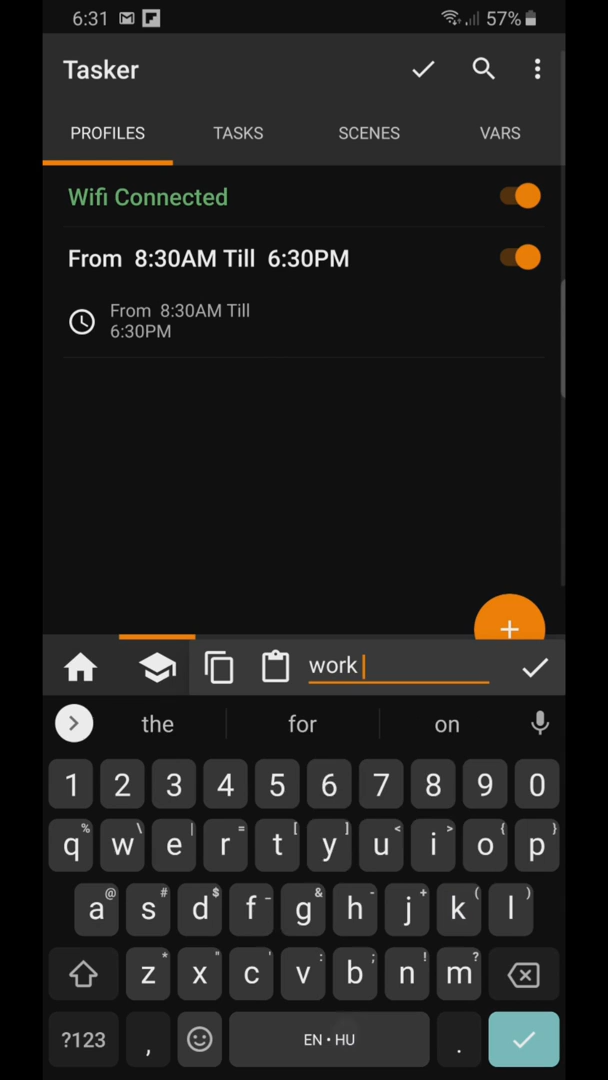 6:31 57%
Tasker
PROFILES TASKS SCENES VARS
Wifi Connected
From 8:30AM Till 6:30PM
From 8:30AM Till
6:30PM
+
work
the for on
1 2 3 4 5 6 7 8 9 0
% \ | = [ ] < > { }
q w e r t y u i o p
@ # $ _ & - + ( )
a s d f g h j k l
* " ' : ; ! ?
z x c v b n m
?123 , EN • HU .